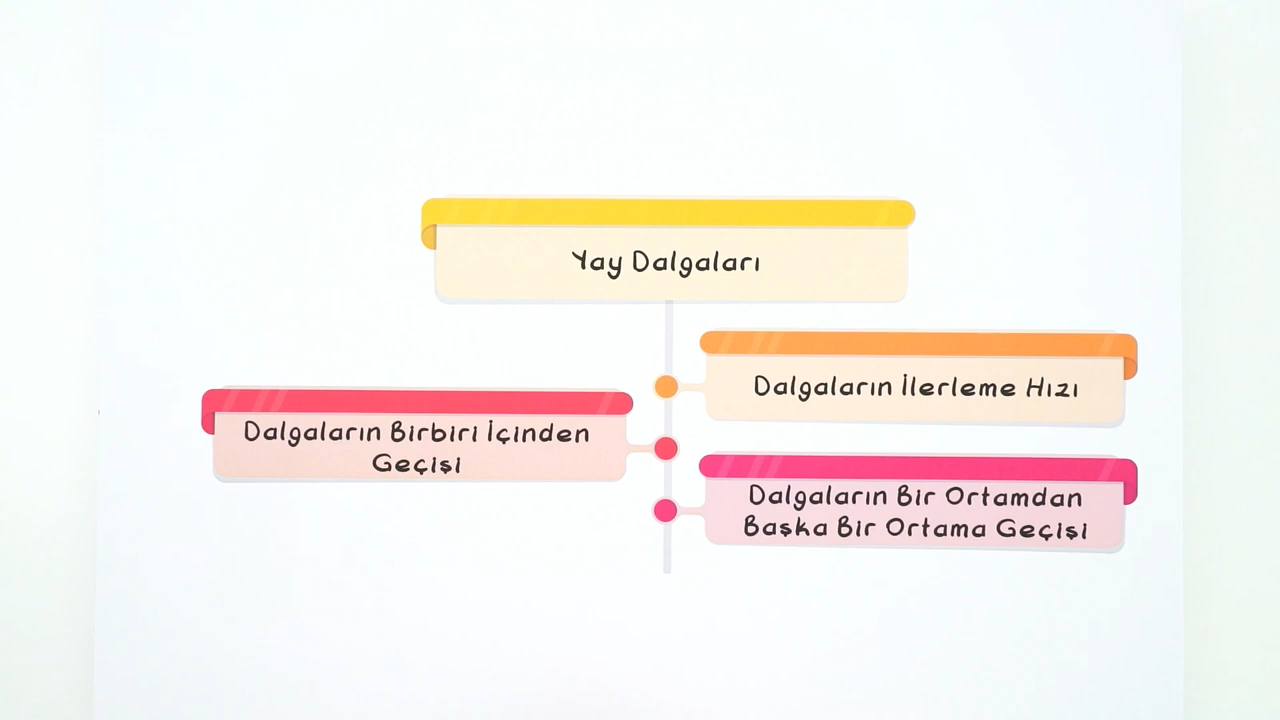 Yay Dalgaları
Dalgaların İlerleme Hızı
Dalgaların Birbiri İçinden
Geçişi
Dalgaların Bir Ortamdan
Başka Bir Ortama Geçişi